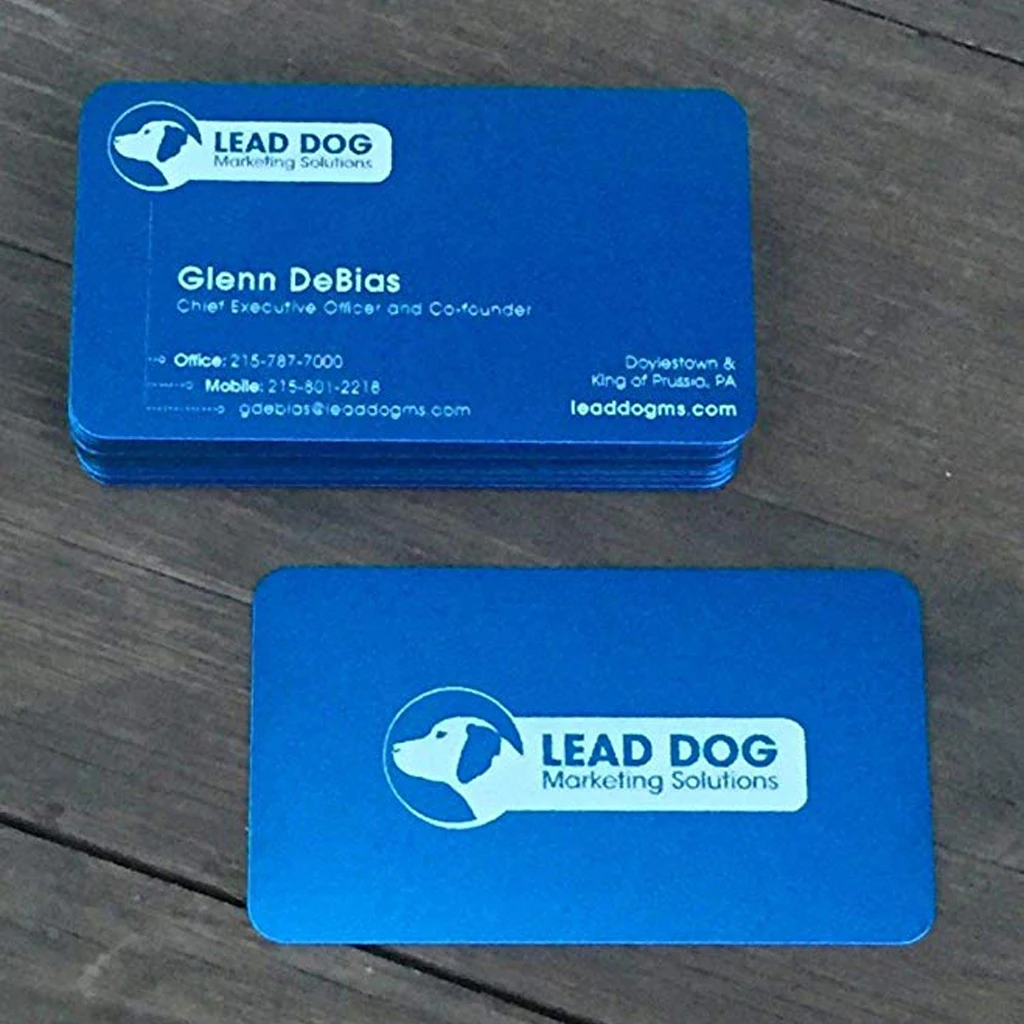 LEAD DOG
Marketing Solutions
Glenn DeBias
Chief Executive Officer and Co-founder
Office: 215-787-7000
Mobile: 215-801-2218
gdebias@leaddogms.com
Doylestown &
King of Prussia, PA
leaddogms.com
LEAD DOG
Marketing Solutions